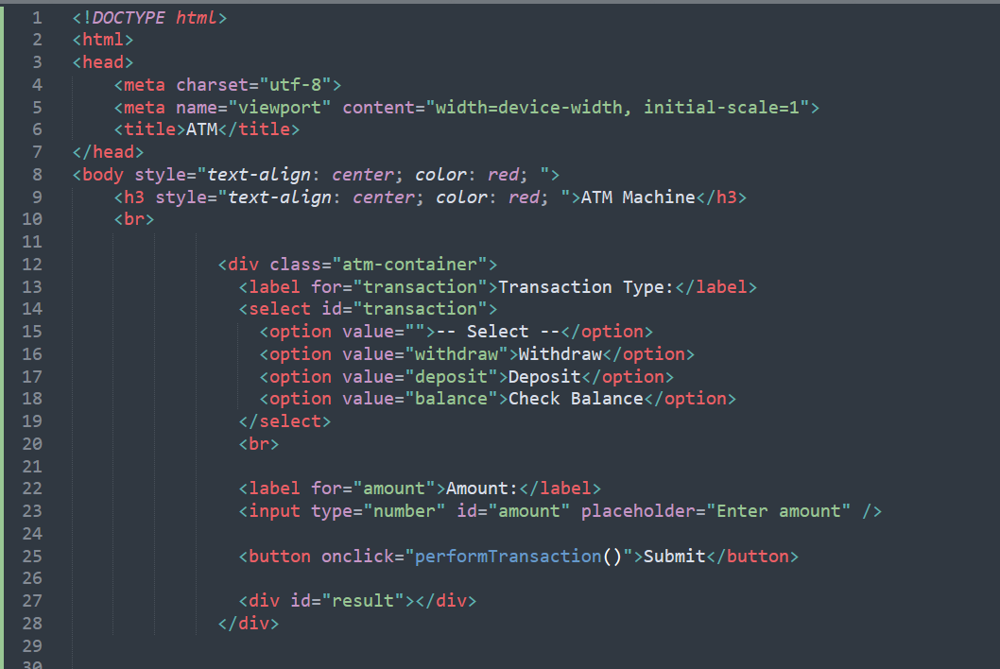 1 <!DOCTYPE html>
2 <html>
3 <head>
4 <meta charset="utf-8">
5 <meta name="viewport" content="width=device-width, initial-scale=1">
6 <title>ATM</title>
7 </head>
8 <body style="text-align: center; color: red; ">
9 <h3 style="text-align: center; color: red; ">ATM Machine</h3>
10 <br>
11
12 <div class="atm-container">
13 <label for="transaction">Transaction Type:</label>
14 <select id="transaction">
15 <option value="">-- Select --</option>
16 <option value="withdraw">Withdraw</option>
17 <option value="deposit">Deposit</option>
18 <option value="balance">Check Balance</option>
19 </select>
20 <br>
21
22 <label for="amount">Amount:</label>
23 <input type="number" id="amount" placeholder="Enter amount" />
24
25 <button onclick="performTransaction()">Submit</button>
26
27 <div id="result"></div>
28 </div>
29
30